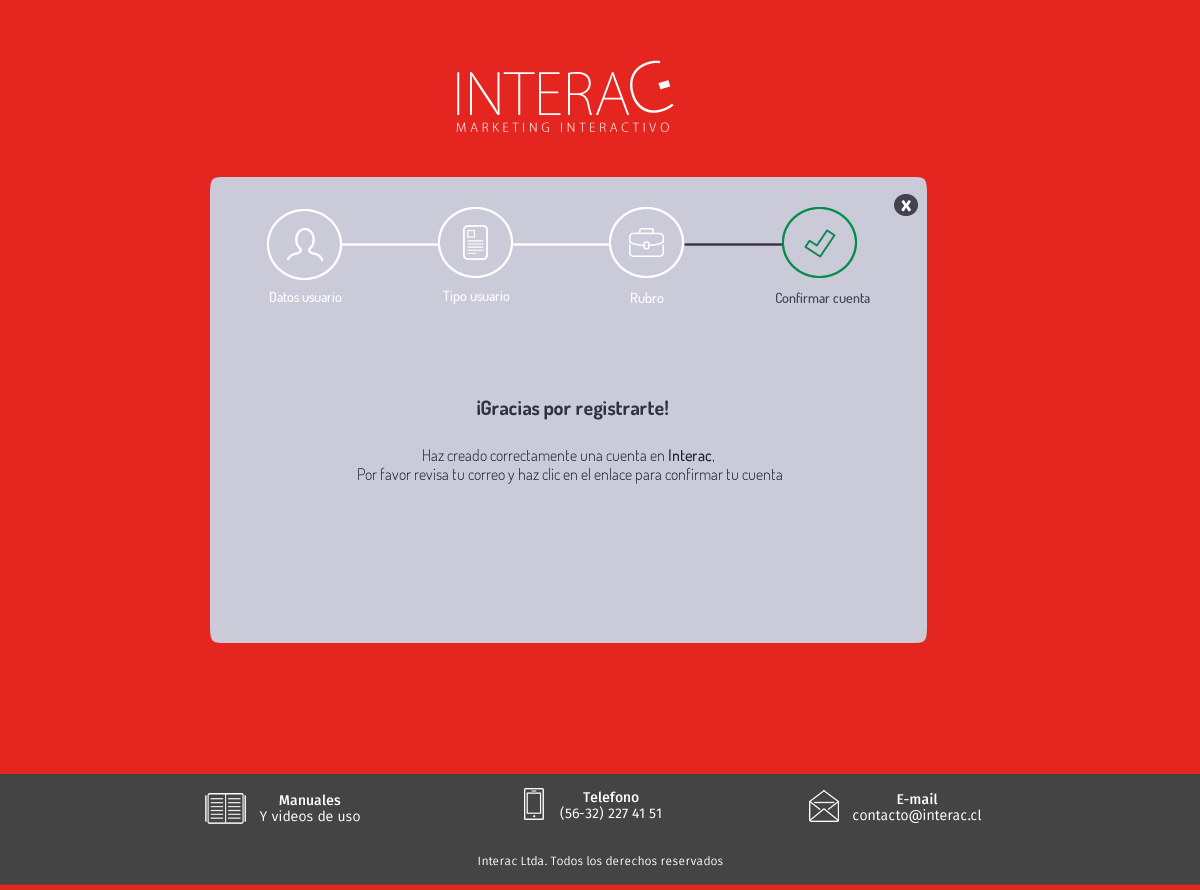 INTERAC
MARKETING INTERACTIVO
x
Datos usuario
Tipo usuario
Rubro
Confirmar cuenta
¡Gracias por registrarte!
Haz creado correctamente una cuenta en Interac,
Por favor revisa tu correo y haz clic en el enlace para confirmar tu cuenta
Manuales
Y videos de uso
Telefono
(56-32) 227 41 51
E-mail
contacto@interac.cl
Interac Ltda. Todos los derechos reservados